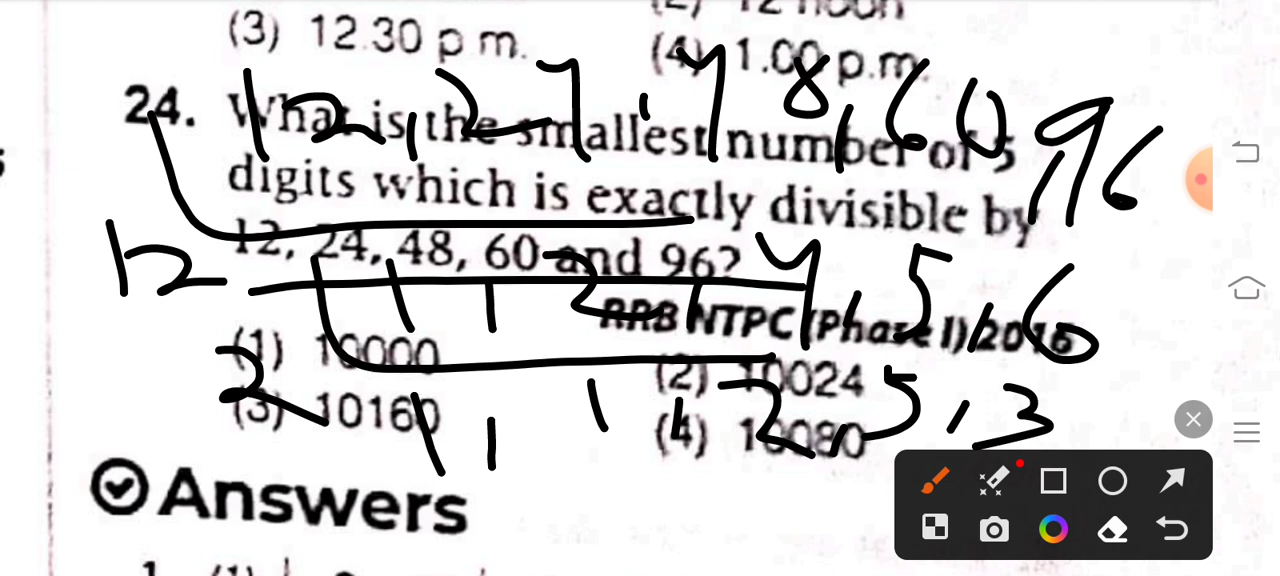 (3) 12.30 p.m.
(4) 1.00 p.m.
24. What is the smallest number of 5
digits which is exactly divisible by
12, 24, 48, 60 and 96?
RRB NTPC (Phase I) 2016
(1) 10000
(2) 10024
(3) 10160
(4) 10080
Answers
12, 24, 48, 60, 96
12 1, 2, 4, 5, 6
2 1, 1, 2, 5, 3